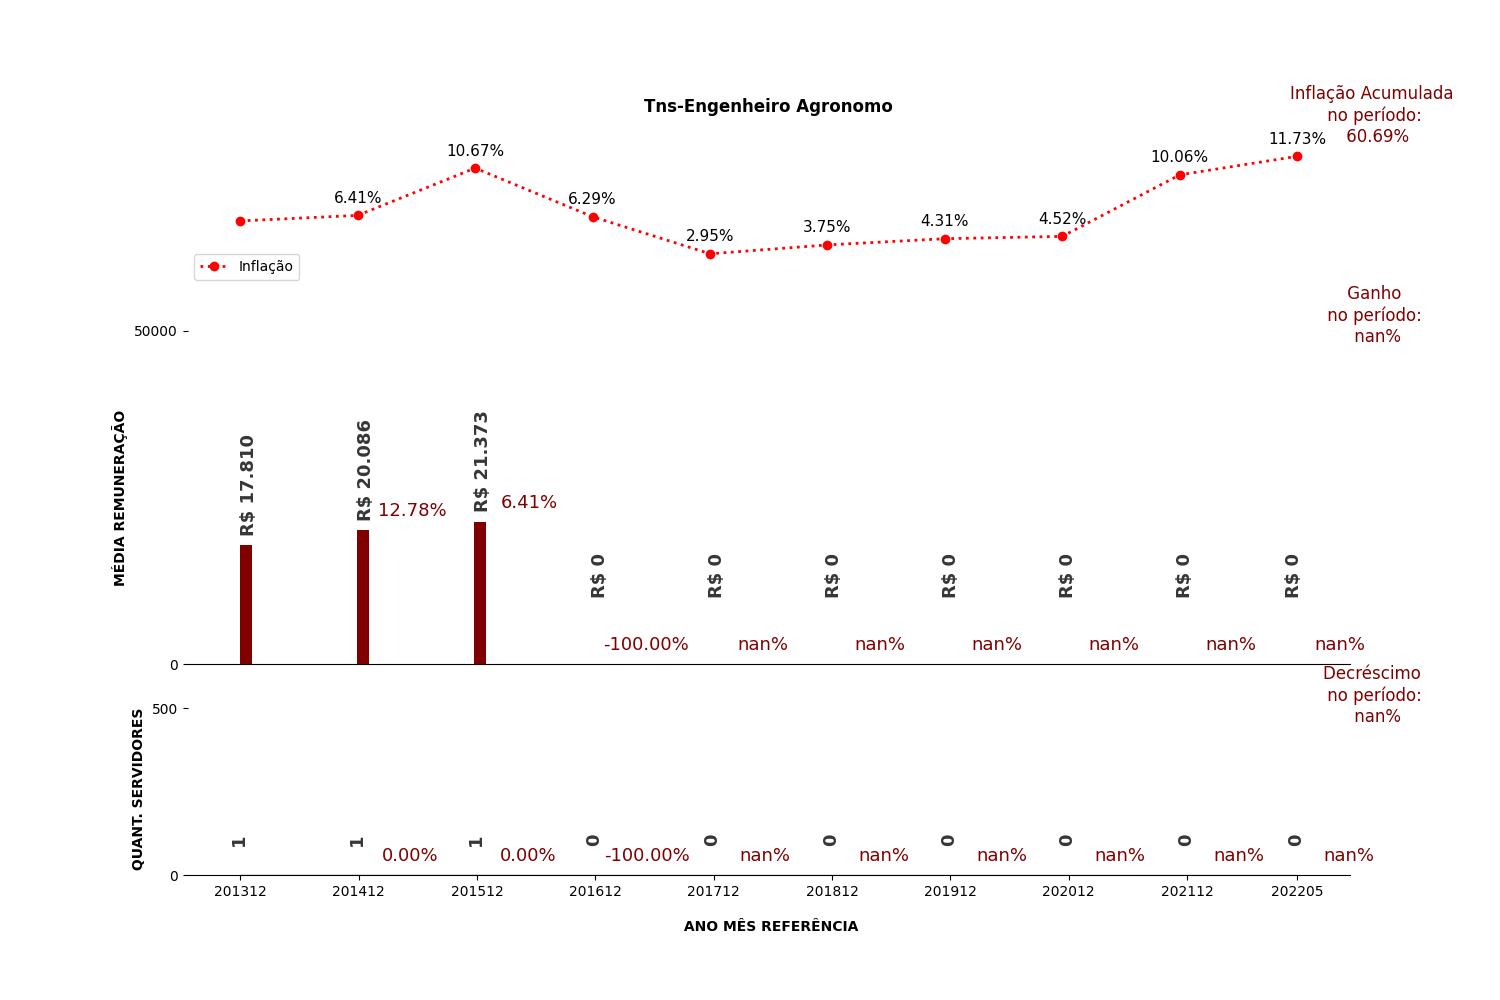 Tns-Engenheiro Agronomo
Inflação Acumulada
no período:
60.69%
6.41%
10.67%
6.29%
2.95%
3.75%
4.31%
4.52%
10.06%
11.73%
Inflação
Ganho
no período:
nan%
MÉDIA REMUNERAÇÃO
50000
0
R$ 17.810
R$ 20.086
R$ 21.373
R$ 0
R$ 0
R$ 0
R$ 0
R$ 0
R$ 0
R$ 0
12.78%
6.41%
-100.00%
nan%
nan%
nan%
nan%
nan%
nan%
Decréscimo
no período:
nan%
QUANT. SERVIDORES
500
0
1
1
1
0
0
0
0
0
0
0
0.00%
0.00%
-100.00%
nan%
nan%
nan%
nan%
nan%
nan%
201312
201412
201512
201612
201712
201812
201912
202012
202112
202205
ANO MÊS REFERÊNCIA